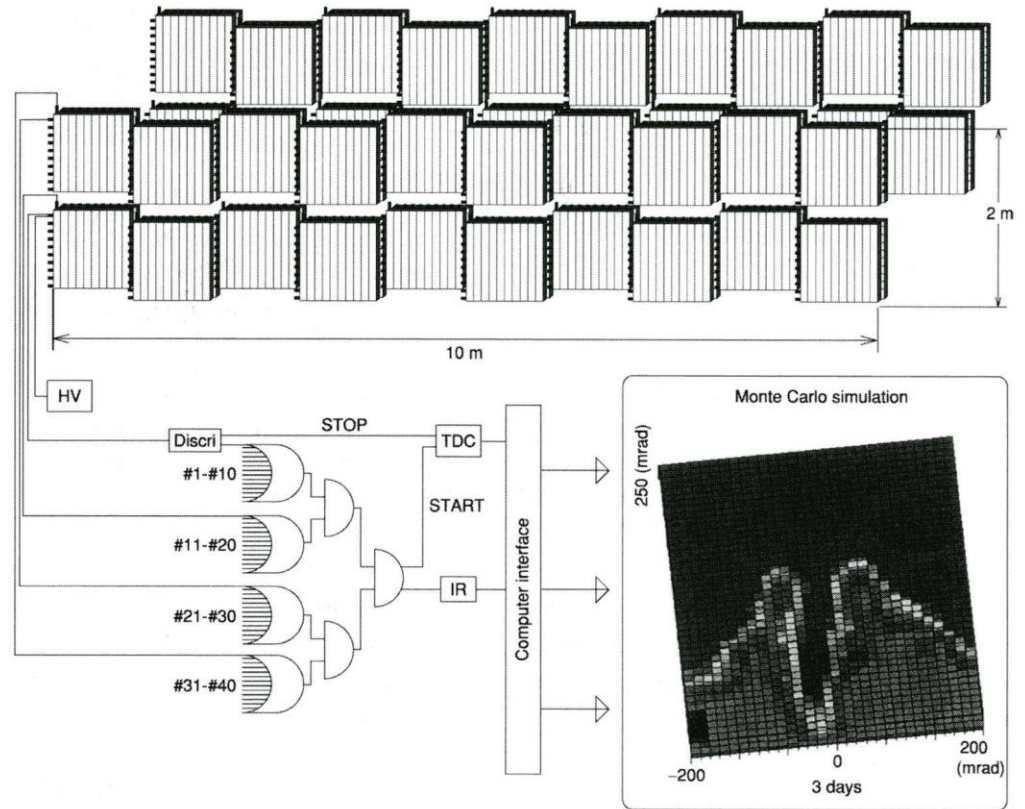 2 m
10 m
HV
Discri
STOP
TDC
#1-#10
START
#11-#20
#21-#30
IR
#31-#40
Computer interface
Monte Carlo simulation
250 (mrad)
−200
0
200
(mrad)
3 days